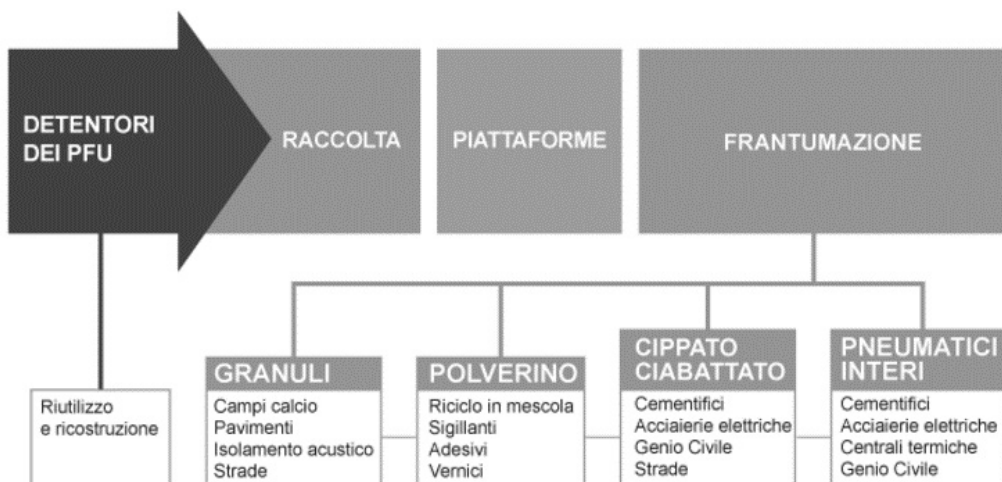 DETENTORI
DEI PFU
RACCOLTA
PIATTAFORME
FRANTUMAZIONE
Riutilizzo
e ricostruzione
GRANULI
Campi calcio
Pavimenti
Isolamento acustico
Strade
POLVERINO
Riciclo in mescola
Sigillanti
Adesivi
Vernici
CIPPATO
CIABATTATO
Cementifici
Acciaierie elettriche
Genio Civile
Strade
PNEUMATICI
INTERI
Cementifici
Acciaierie elettriche
Centrali termiche
Genio Civile